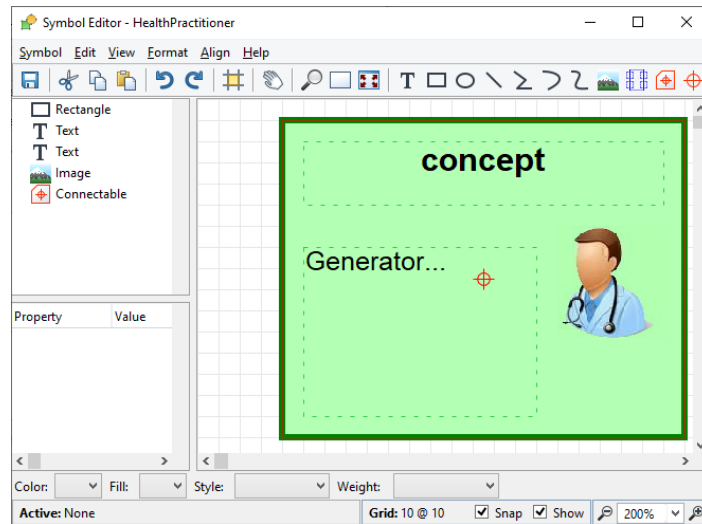 Symbol Editor - HealthPractitioner
Symbol Edit View Format Align Help
Rectangle
Text
Text
Image
Connectable
concept
Generator...
Property Value
Color: Fill: Style: Weight:
Active: None Grid: 10 @ 10 Snap Show 200%